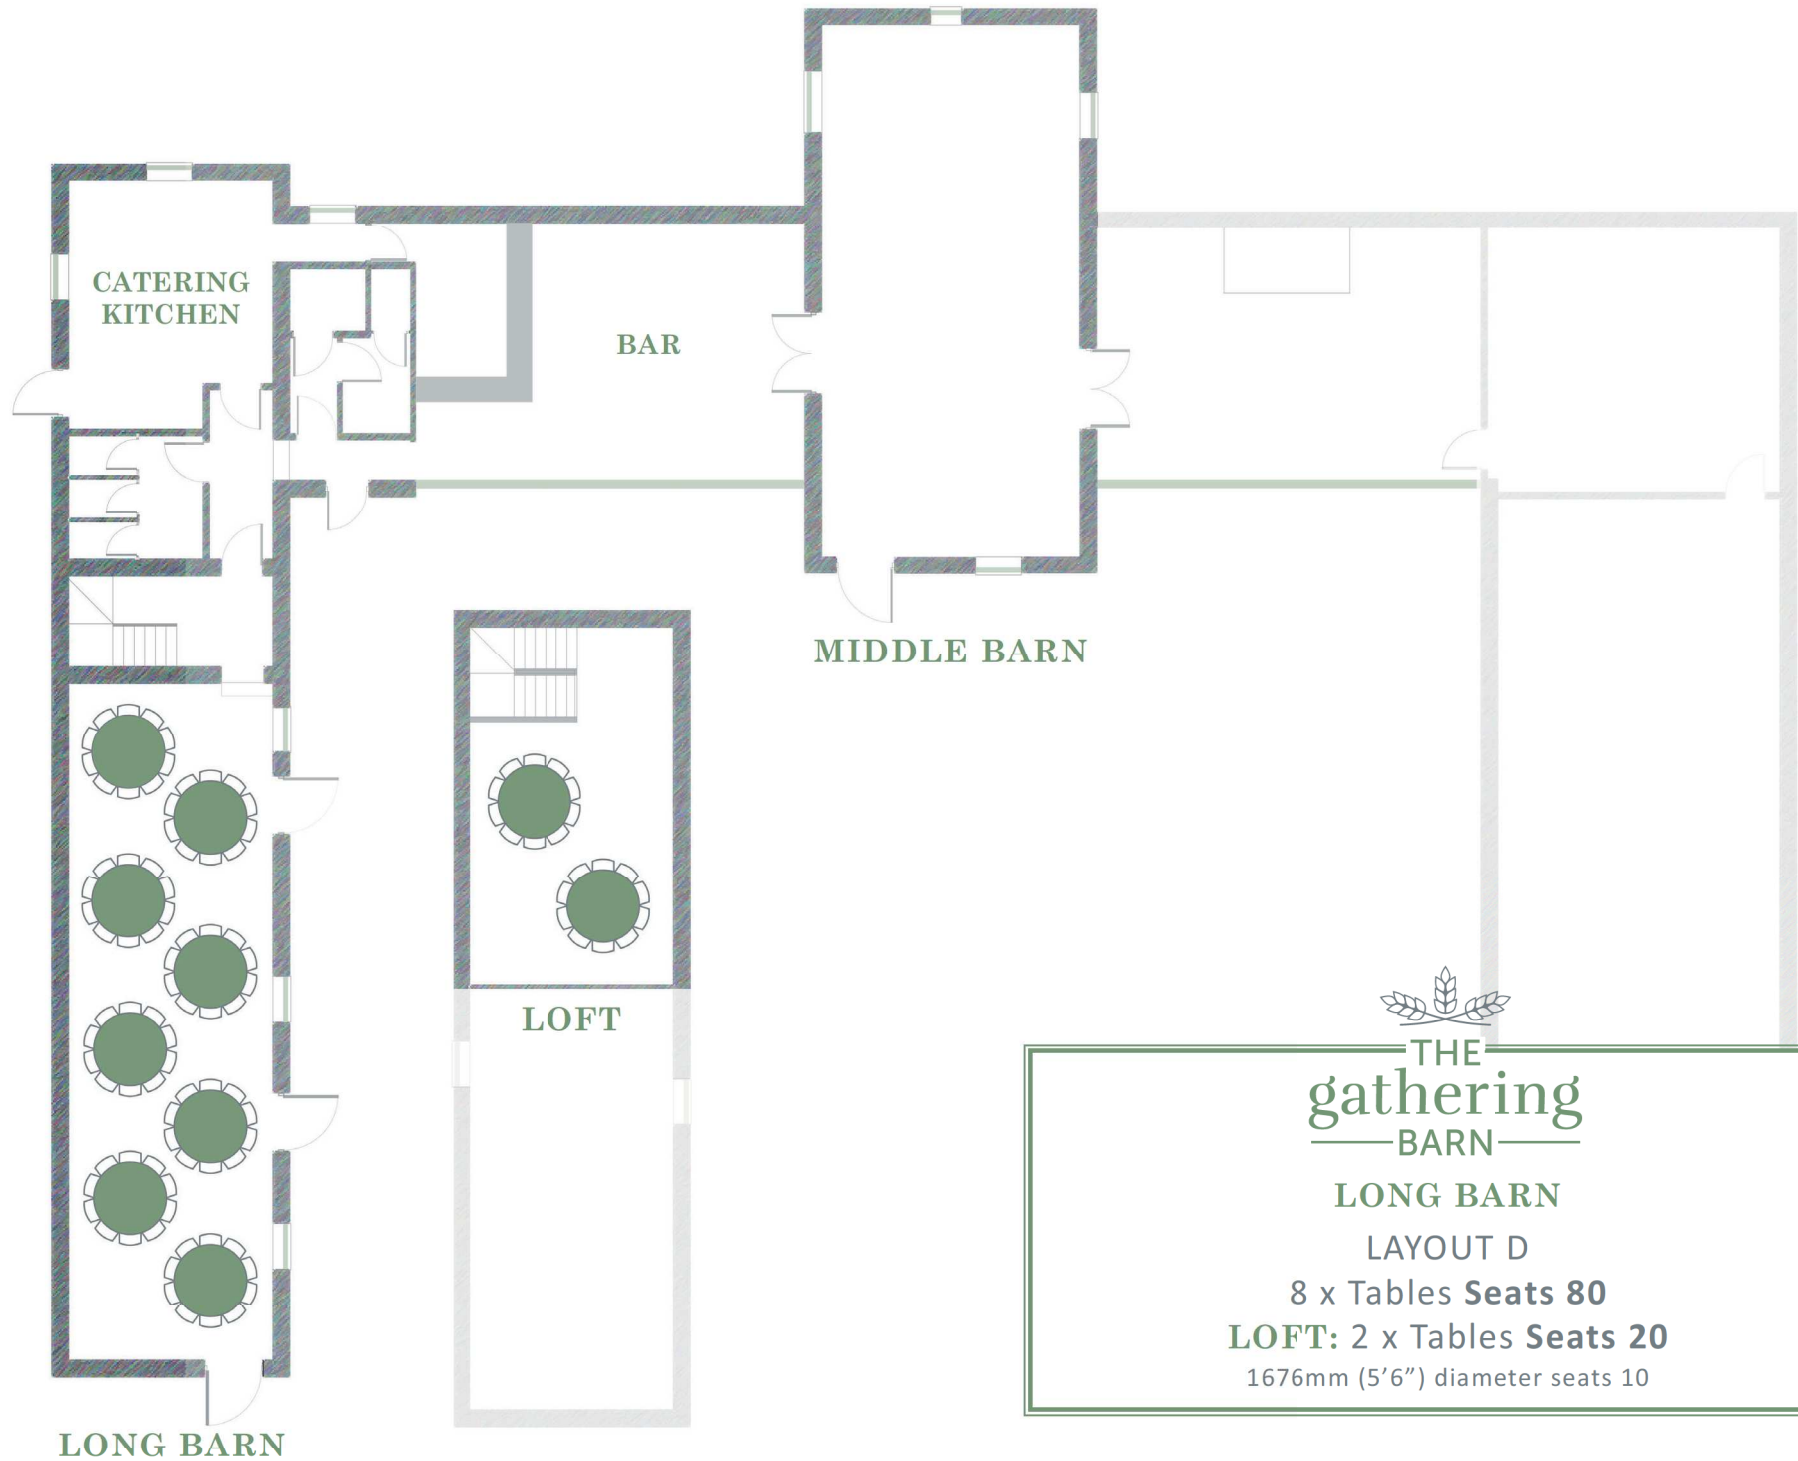 CATERING
KITCHEN
BAR
MIDDLE BARN
LOFT
LONG BARN
THE
gathering
BARN
LONG BARN
LAYOUT D
8 x Tables Seats 80
LOFT: 2 x Tables Seats 20
1676mm (5’6”) diameter seats 10